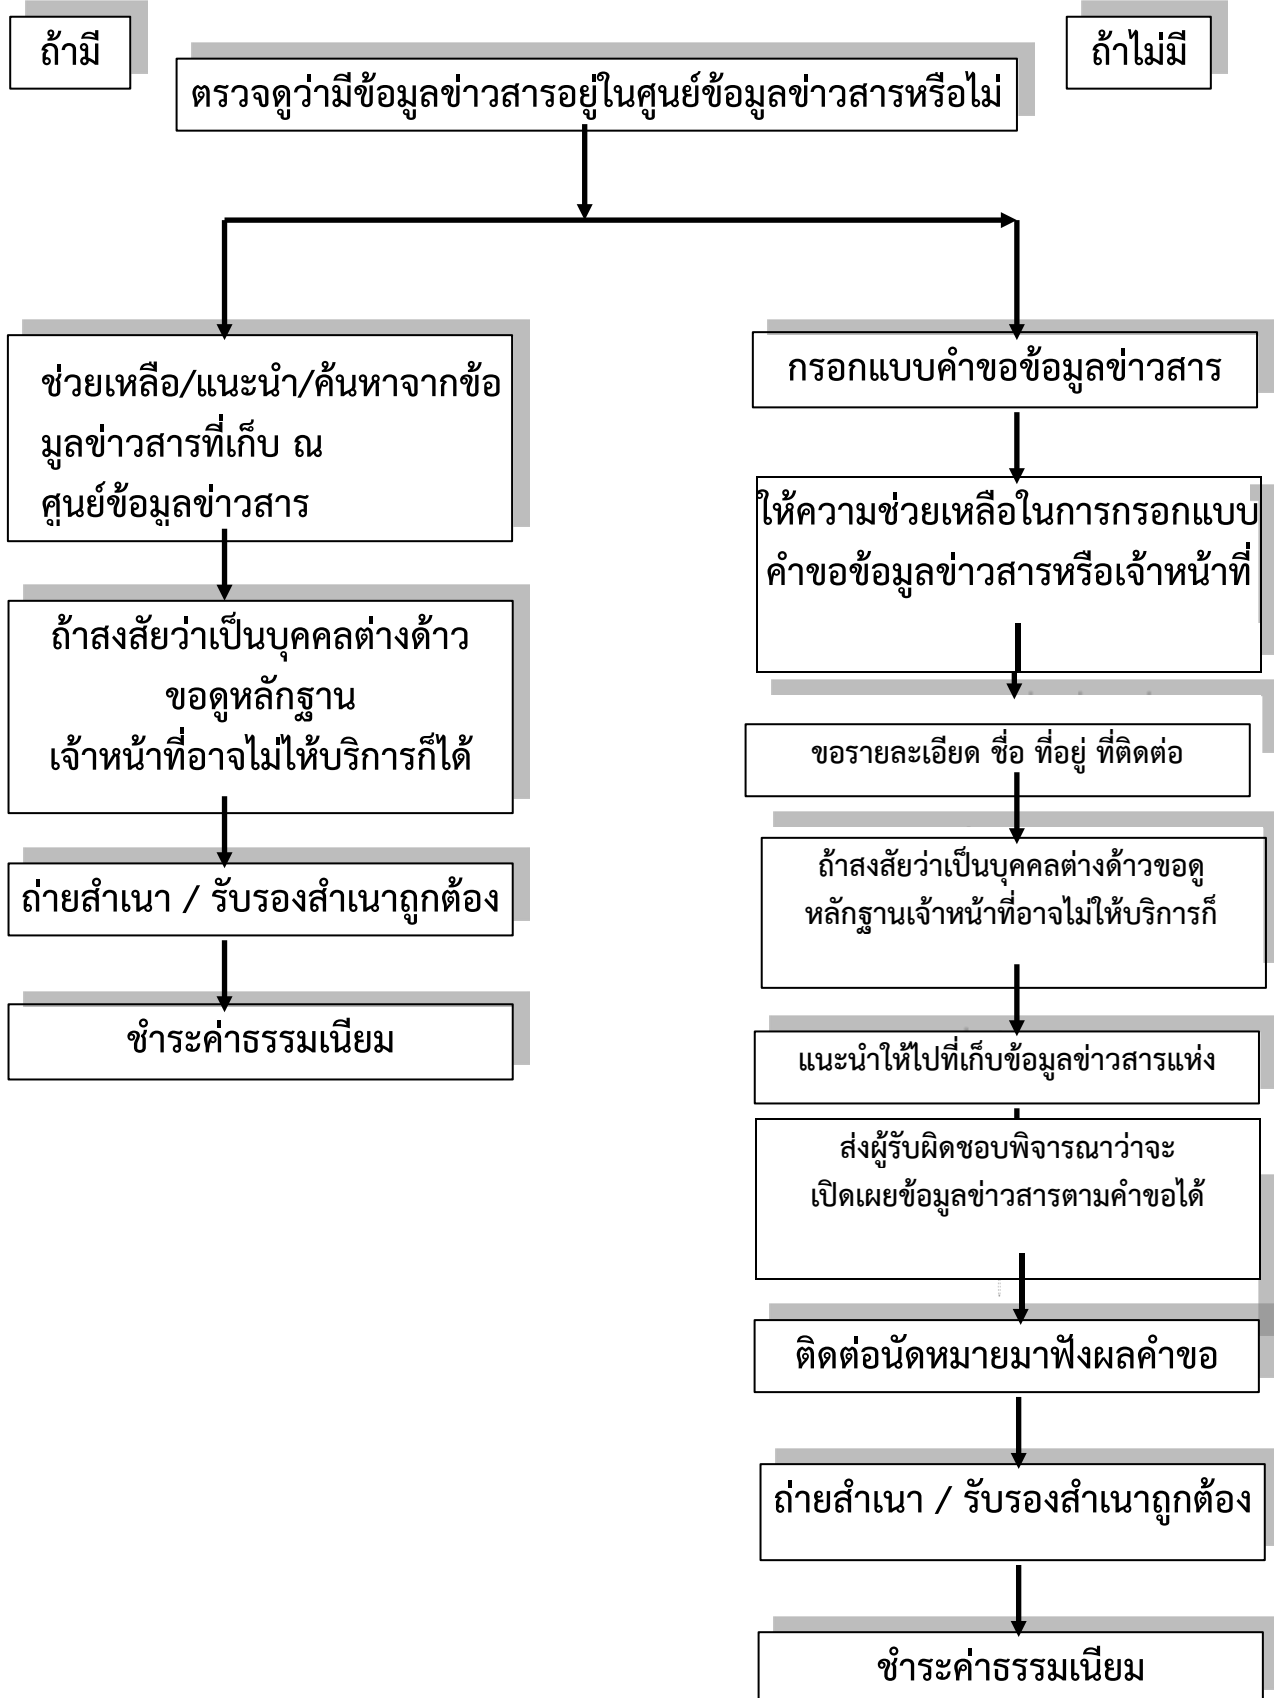 ถ้ามี
ถ้าไม่มี
ตรวจดูว่ามีข้อมูลข่าวสารอยู่ในศูนย์ข้อมูลข่าวสารหรือไม่
ช่วยเหลือ/แนะนำ/ค้นหาจากข้อ
มูลข่าวสารที่เก็บ ณ
ศูนย์ข้อมูลข่าวสาร
ถ้าสงสัยว่าเป็นบุคคลต่างด้าว
ขอดูหลักฐาน
เจ้าหน้าที่อาจไม่ให้บริการก็ได้
ถ่ายสำเนา / รับรองสำเนาถูกต้อง
ชำระค่าธรรมเนียม
กรอกแบบคำขอข้อมูลข่าวสาร
ให้ความช่วยเหลือในการกรอกแบบ
คำขอข้อมูลข่าวสารหรือเจ้าหน้าที่
ขอรายละเอียด ชื่อ ที่อยู่ ที่ติดต่อ
ถ้าสงสัยว่าเป็นบุคคลต่างด้าวขอดู
หลักฐานเจ้าหน้าที่อาจไม่ให้บริการก็
แนะนำให้ไปที่เก็บข้อมูลข่าวสารแห่ง
ส่งผู้รับผิดชอบพิจารณาว่าจะ
เปิดเผยข้อมูลข่าวสารตามคำขอได้
ติดต่อนัดหมายมาฟังผลคำขอ
ถ่ายสำเนา / รับรองสำเนาถูกต้อง
ชำระค่าธรรมเนียม